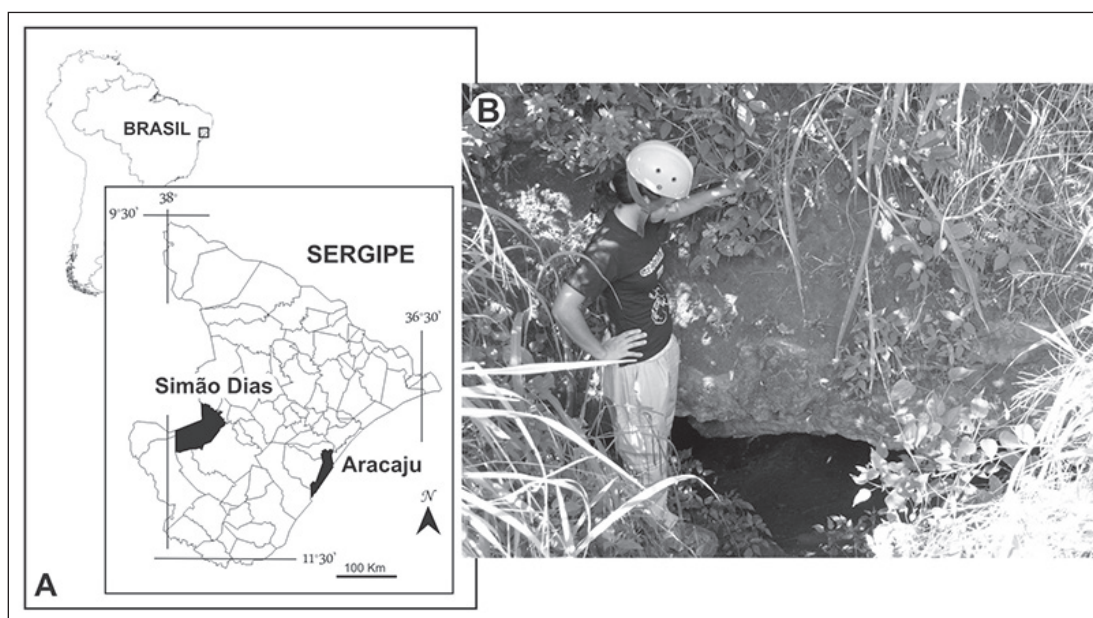 BRASIL
38°
9°30'
SERGIPE
36°30'
Simão Dias
Aracaju
N
11°30'
100 Km
A
B